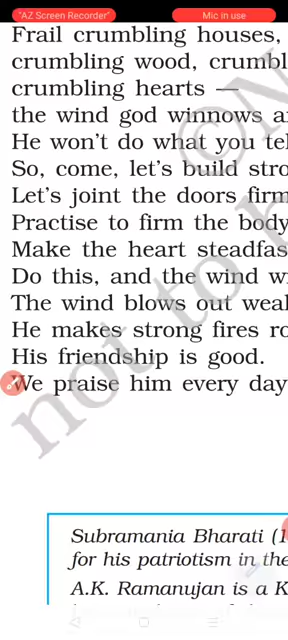 "AZ Screen Recorder"
Mic in use
Frail crumbling houses,
crumbling wood, crumbl
crumbling hearts —
the wind god winnows a
He won't do what you tel
So, come, let's build stro
Let's joint the doors firm
Practise to firm the body
Make the heart steadfas
Do this, and the wind w
The wind blows out weal
He makes strong fires ro
His friendship is good.
We praise him every day
not to b
Subramania Bharati (1
for his patriotism in the
A.K. Ramanujan is a K